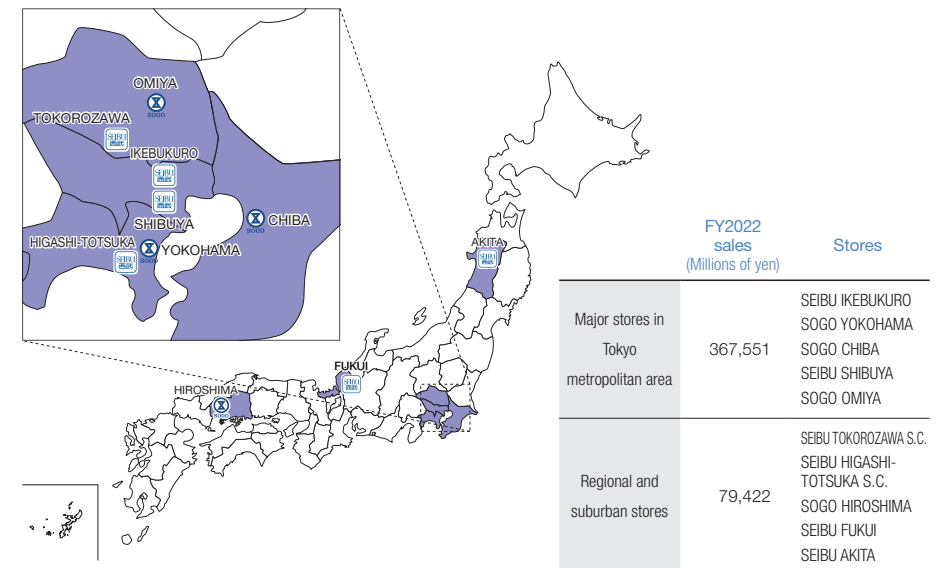 OMIYA
SOGO
TOKOROZAWA
SEIBU
IKEBUKURO
SEIBU
SEIBU
SHIBUYA
CHIBA
SOGO
HIGASHI-TOTSUKA
YOKOHAMA
SOGO
SEIBU
AKITA
SEIBU
FUKUI
SEIBU
HIROSHIMA
SOGO
FY2022
sales
(Millions of yen)
Stores
Major stores in
Tokyo
metropolitan area
367,551
SEIBU IKEBUKURO
SOGO YOKOHAMA
SOGO CHIBA
SEIBU SHIBUYA
SOGO OMIYA
Regional and
suburban stores
79,422
SEIBU TOKOROZAWA S.C.
SEIBU HIGASHI-
TOTSUKA S.C.
SOGO HIROSHIMA
SEIBU FUKUI
SEIBU AKITA